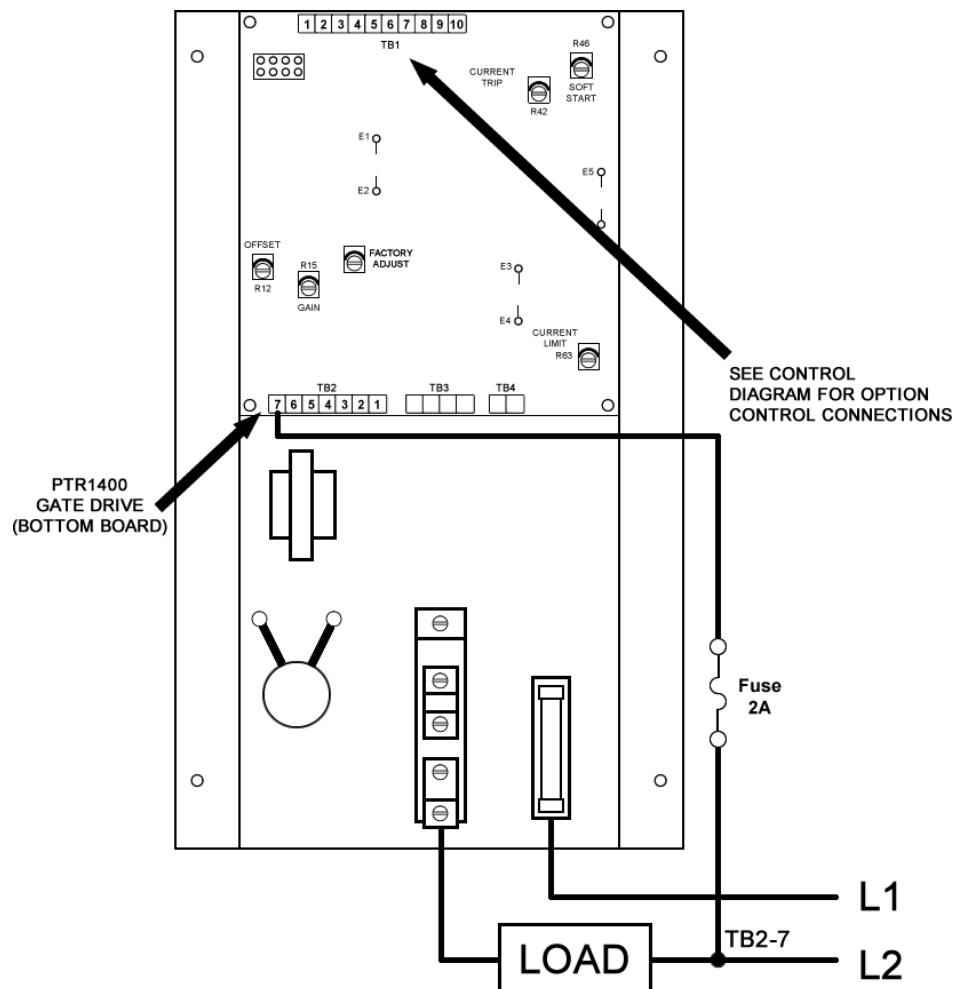 1 2 3 4 5 6 7 8 9 10
TB1
R46
SOFT
START
CURRENT
TRIP
R42
E1
E2
E5
OFFSET
R12
R15
GAIN
FACTORY
ADJUST
E3
E4
CURRENT
LIMIT
R63
SEE CONTROL
DIAGRAM FOR OPTION
CONTROL CONNECTIONS
TB2
TB3
TB4
7 6 5 4 3 2 1
PTR1400
GATE DRIVE
(BOTTOM BOARD)
Fuse
2A
L1
TB2-7
LOAD
L2